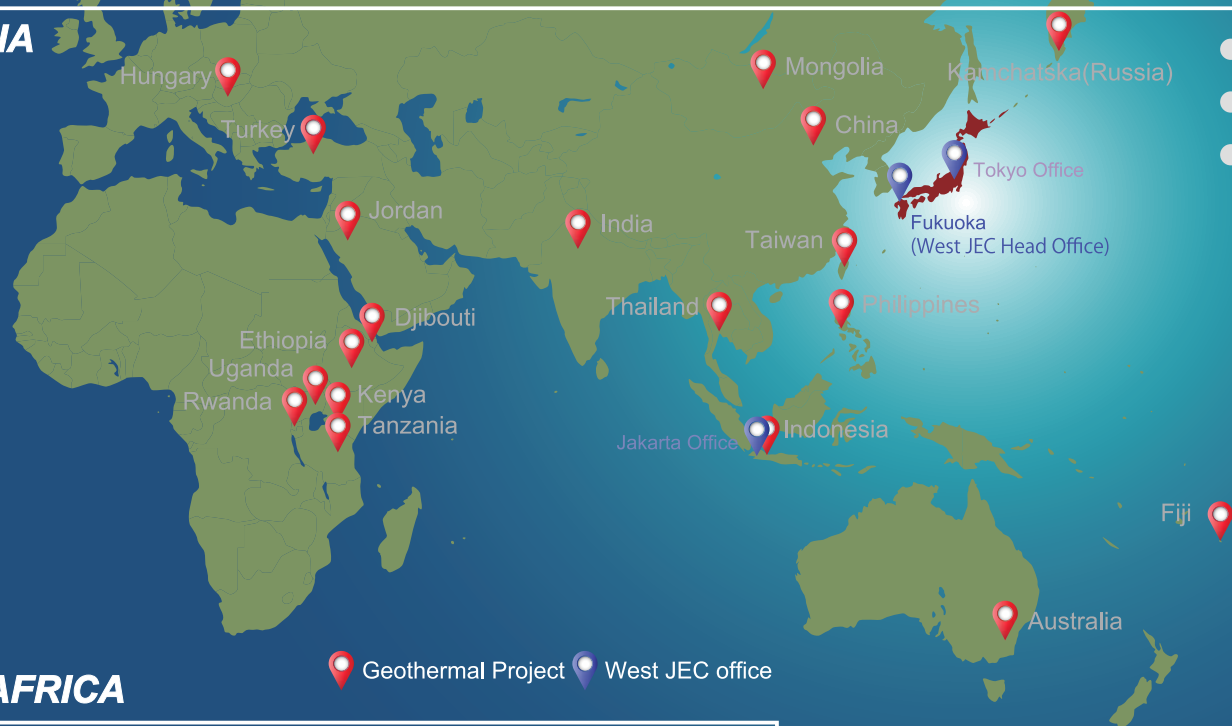 IA
Hungary
Mongolia
Kamchatska(Russia)
Turkey
China
Tokyo Office
Jordan
India
Taiwan
Fukuoka
(West JEC Head Office)
Thailand
Philippines
Djibouti
Ethiopia
Uganda
Rwanda
Kenya
Tanzania
Jakarta Office
Indonesia
Fiji
Australia
Geothermal Project
West JEC office
AFRICA